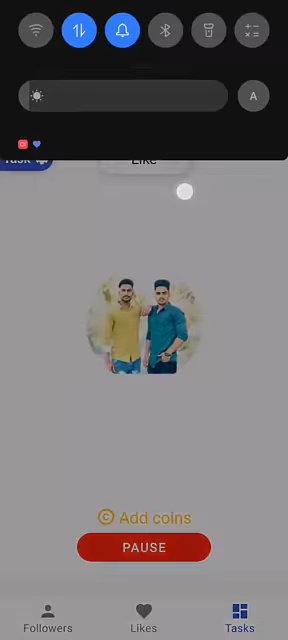 A
Task
Like
Add coins
PAUSE
Followers
Likes
Tasks